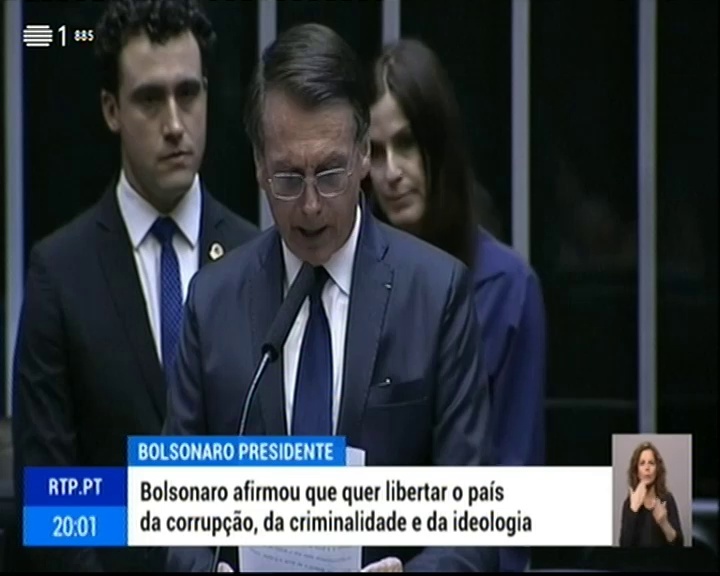 1 885
BOLSONARO PRESIDENTE
RTP.PT
Bolsonaro afirmou que quer libertar o país
20:01
da corrupção, da criminalidade e da ideologia